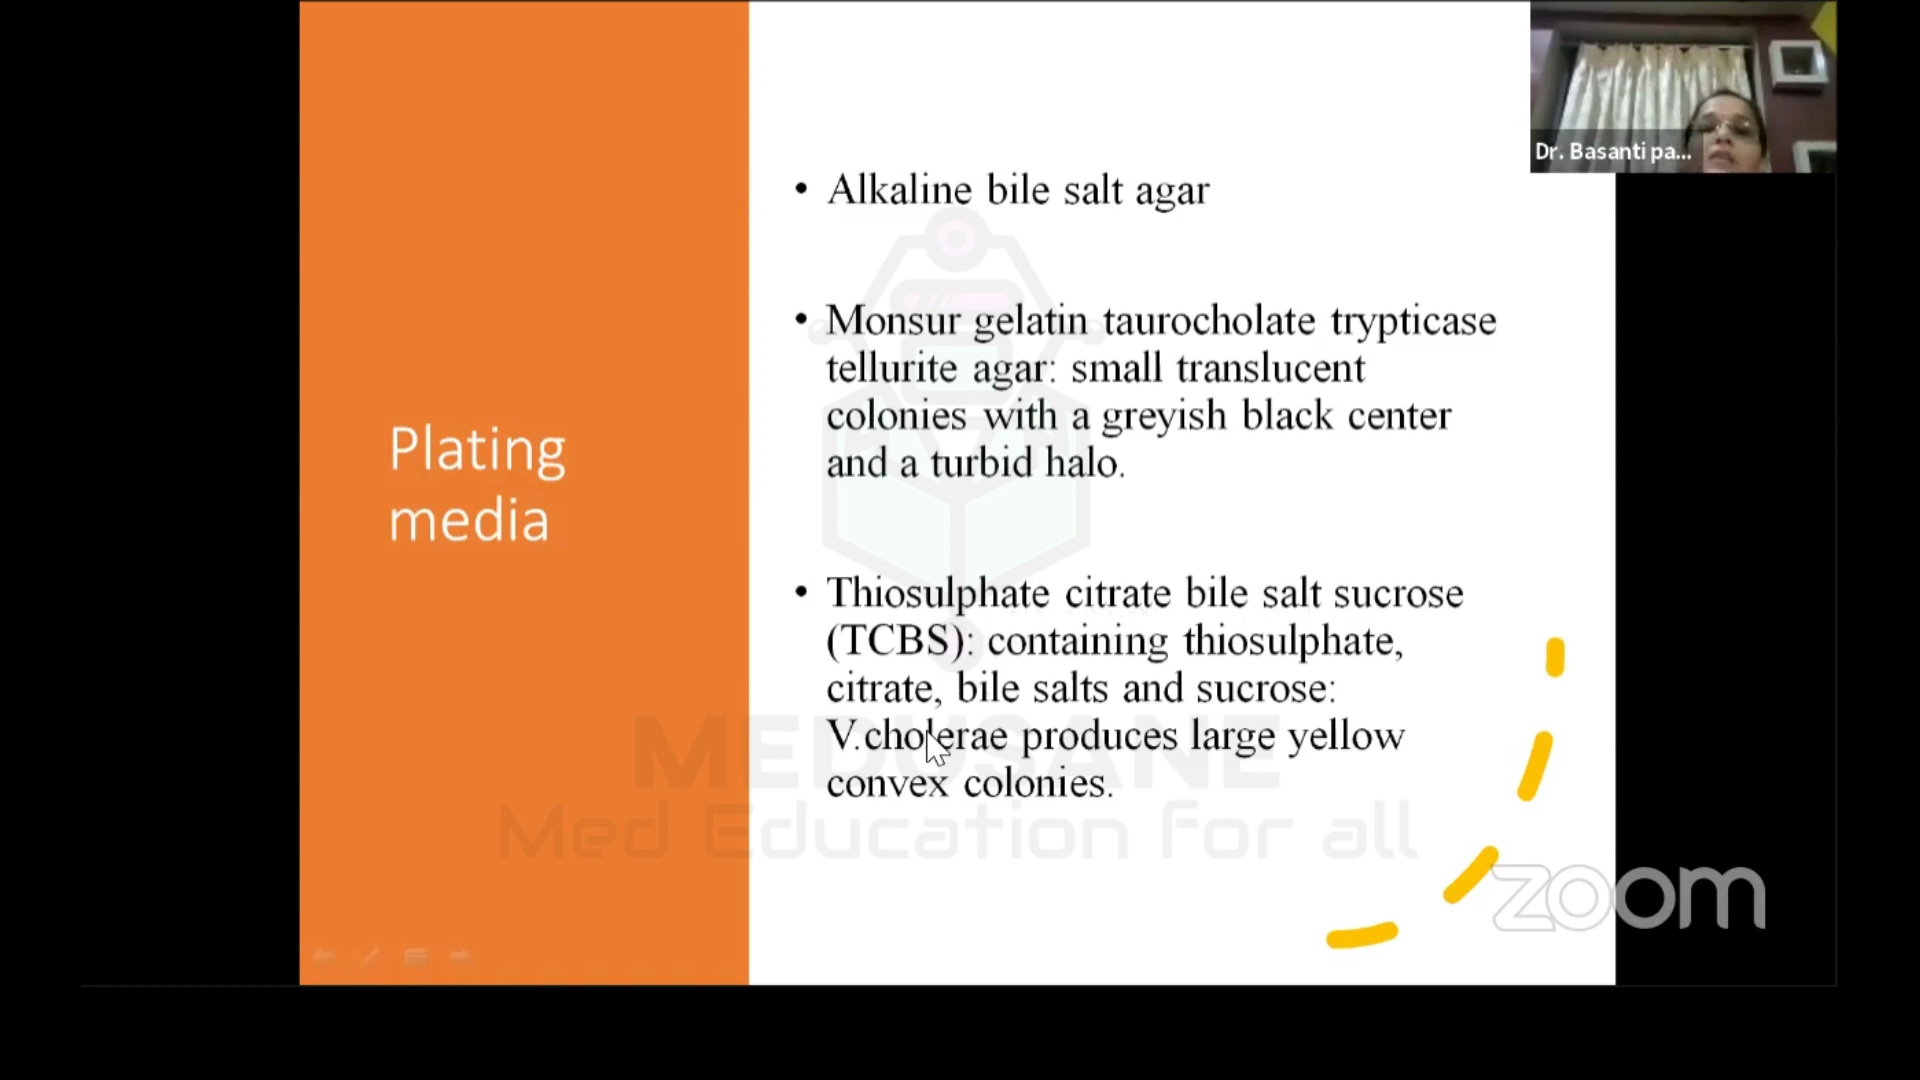 Dr. Basanti pa...
Plating
media
• Alkaline bile salt agar
• Monsur gelatin taurocholate trypticase
tellurite agar: small translucent
colonies with a greyish black center
and a turbid halo.
• Thiosulphate citrate bile salt sucrose
(TCBS): containing thiosulphate,
citrate, bile salts and sucrose:
V.cholerae produces large yellow
convex colonies.
MEDUSANE
Med Education for all
zoom